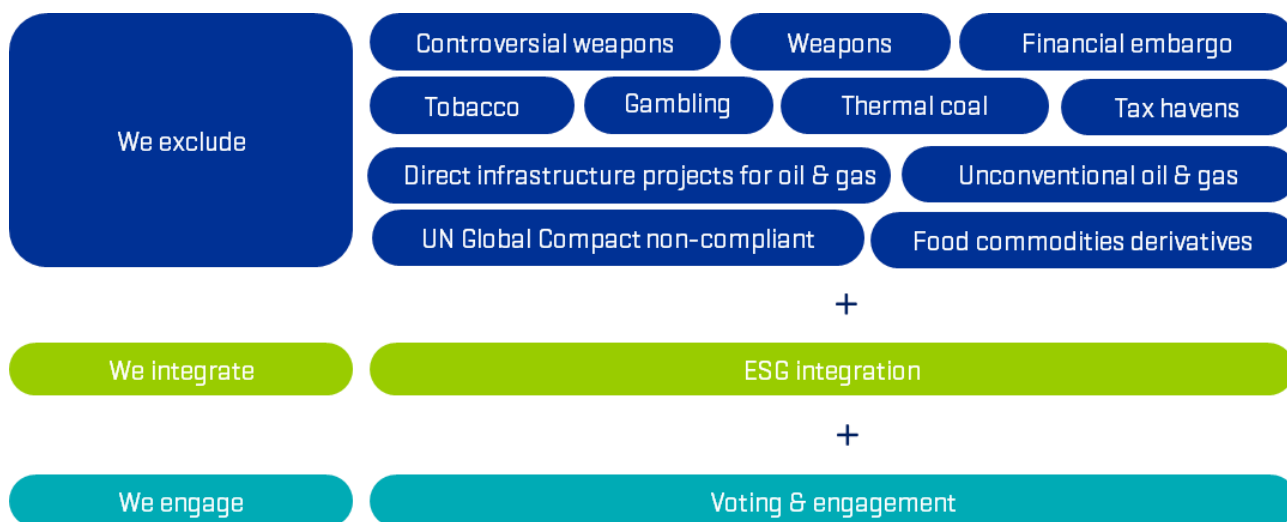 We exclude
Controversial weapons
Weapons
Financial embargo
Tobacco
Gambling
Thermal coal
Tax havens
Direct infrastructure projects for oil & gas
Unconventional oil & gas
UN Global Compact non-compliant
Food commodities derivatives
+
We integrate
ESG integration
+
We engage
Voting & engagement